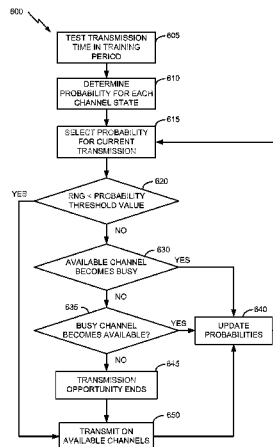 600
TEST TRANSMISSION
TIME IN TRAINING
PERIOD
605
DETERMINE
PROBABILITY FOR EACH
CHANNEL STATE
610
SELECT PROBABILITY
FOR CURRENT
TRANSMISSION
615
YES
620
RNG < PROBABILITY
THRESHOLD VALUE
NO
630
AVAILABLE CHANNEL
BECOMES BUSY
YES
NO
635
BUSY CHANNEL
BECOMES AVAILABLE?
YES
640
UPDATE
PROBABILITIES
NO
645
TRANSMISSION
OPPORTUNITY ENDS
650
TRANSMIT ON
AVAILABLE CHANNELS